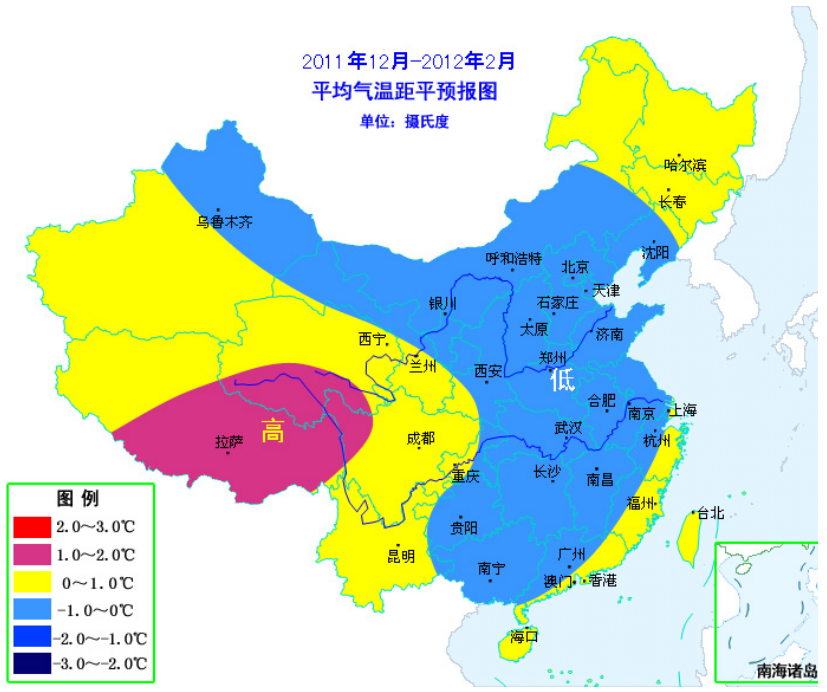 2011年12月-2012年2月
平均气温距平预报图
单位：摄氏度
哈尔滨
长春
乌鲁木齐
沈阳
呼和浩特
北京
天津
银川
石家庄
太原
济南
西宁
兰州
郑州
西安
低
合肥
南京
上海
高
武汉
杭州
拉萨
成都
重庆
长沙
南昌
福州
台北
贵阳
昆明
广州
南宁
澳门
香港
海口
图 例
2.0～3.0℃
1.0～2.0℃
0～1.0℃
-1.0～0℃
-2.0～-1.0℃
-3.0～-2.0℃
南海诸岛